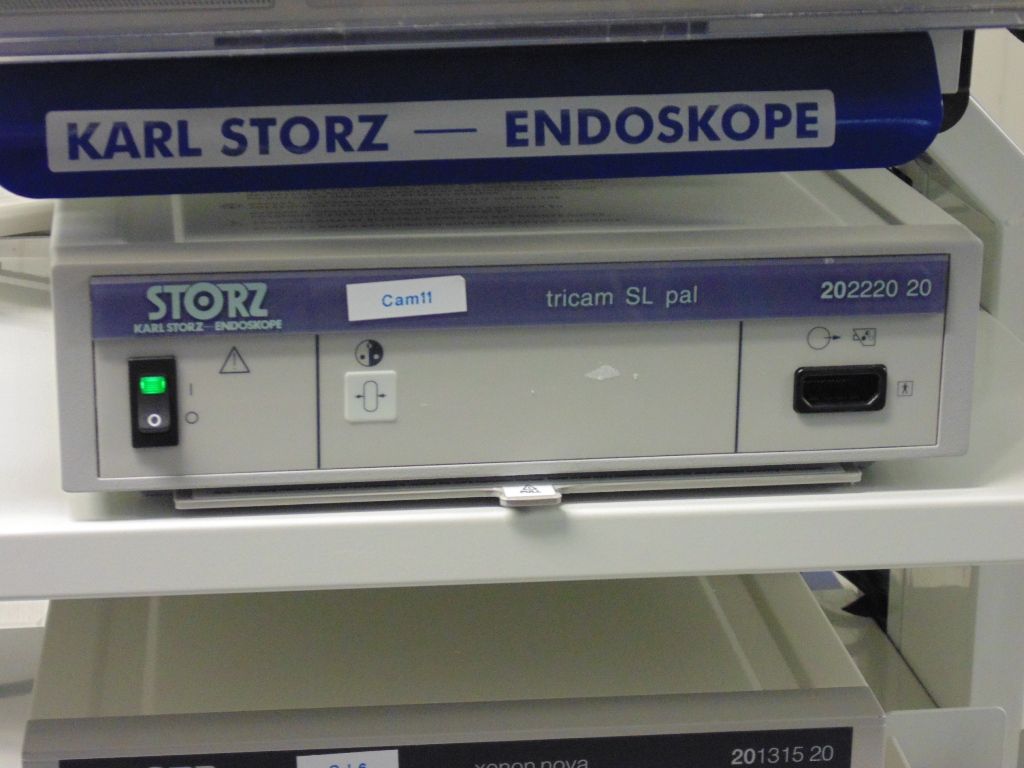 KARL STORZ — ENDOSKOPE
STORZ
KARL STORZ — ENDOSKOPE
Cam11
tricam SL pal
202220 20
I
O
xenon nova
201315 20